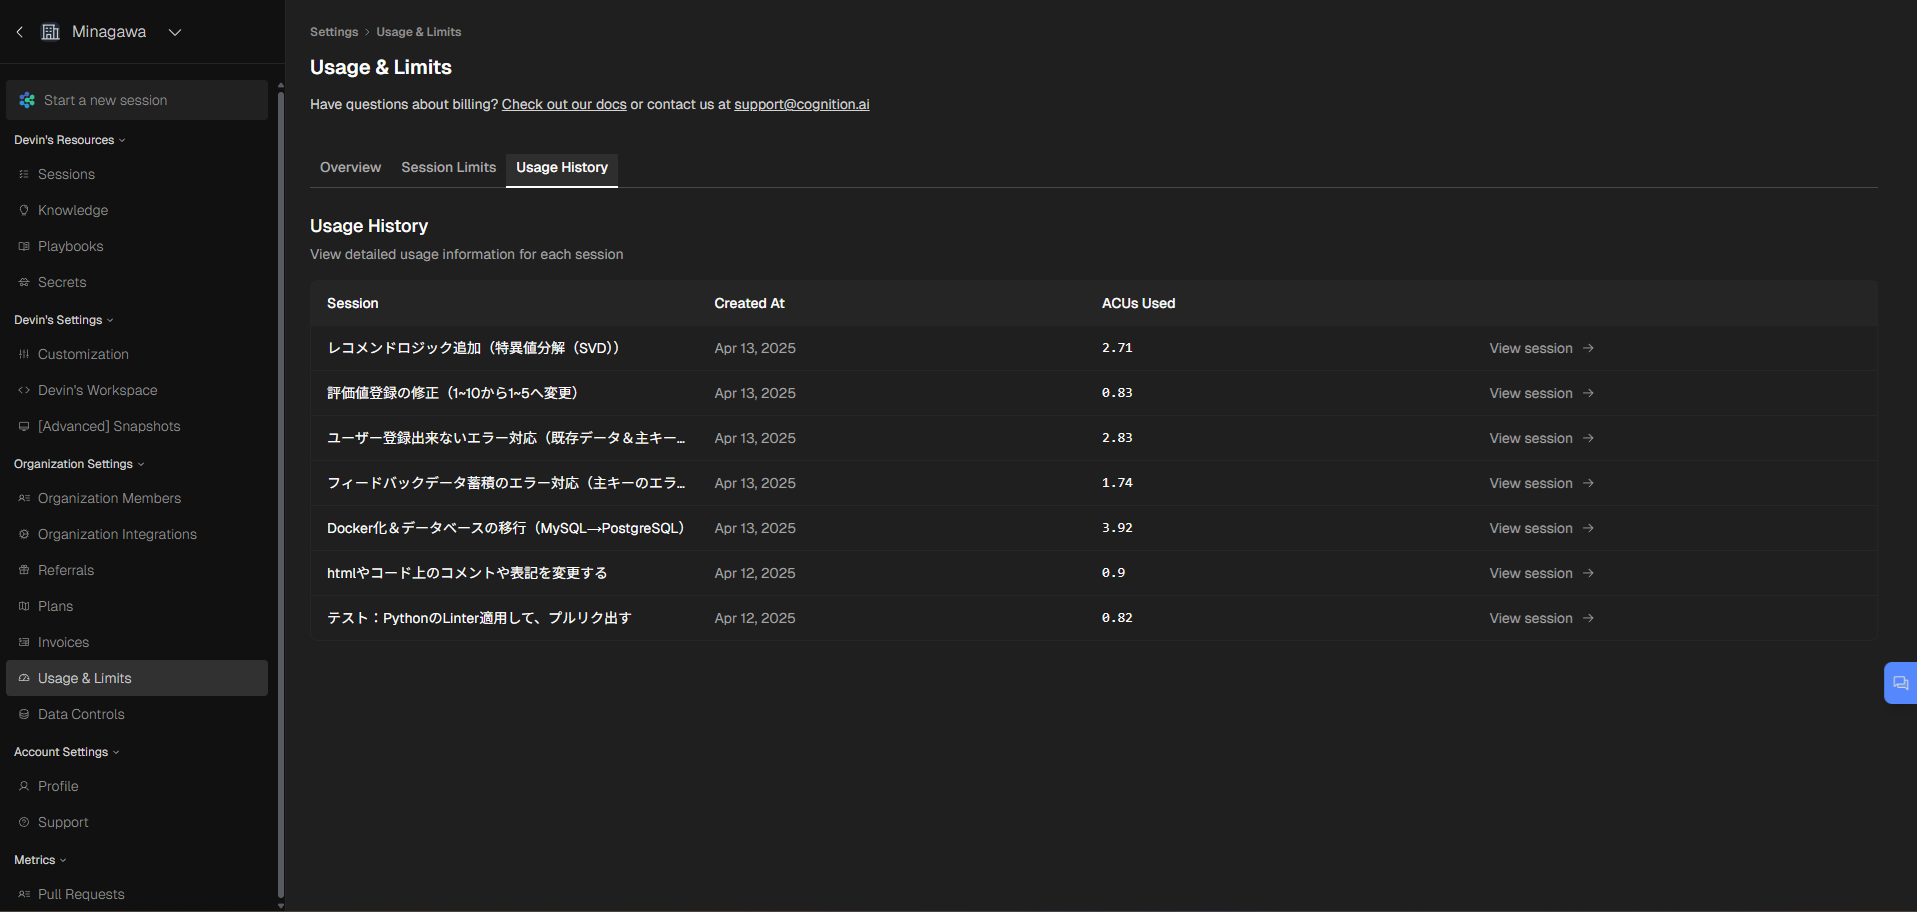 Minagawa
Start a new session
Devin's Resources
Sessions
Knowledge
Playbooks
Secrets
Devin's Settings
Customization
Devin's Workspace
[Advanced] Snapshots
Organization Settings
Organization Members
Organization Integrations
Referrals
Plans
Invoices
Usage & Limits
Data Controls
Account Settings
Profile
Support
Metrics
Pull Requests
Settings > Usage & Limits
Usage & Limits
Have questions about billing? Check out our docs or contact us at support@cognition.ai
Overview Session Limits Usage History
Usage History
View detailed usage information for each session
Session Created At ACUs Used
レコメンドロジック追加（特異値分解（SVD)） Apr 13, 2025 2.71 View session →
評価値登録の修正（1~10から1~5へ変更） Apr 13, 2025 0.83 View session →
ユーザー登録出来ないエラー対応（既存データ＆主キー... Apr 13, 2025 2.83 View session →
フィードバックデータ蓄積のエラー対応（主キーのエラ... Apr 13, 2025 1.74 View session →
Docker化＆データベースの移行（MySQL→PostgreSQL） Apr 13, 2025 3.92 View session →
htmlやコード上のコメントや表記を変更する Apr 12, 2025 0.9 View session →
テスト：PythonのLinter適用して、プルリク出す Apr 12, 2025 0.82 View session →